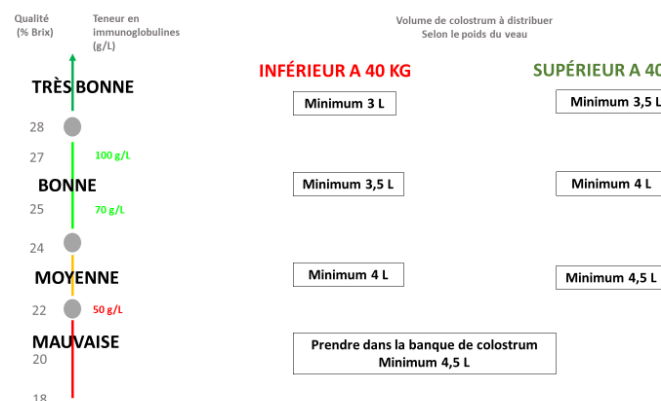 Qualité
(% Brix)
Teneur en
immunoglobulines
(g/L)
Volume de colostrum à distribuer
Selon le poids du veau
INFÉRIEUR A 40 KG
SUPÉRIEUR A 40
TRÈS BONNE
Minimum 3 L
Minimum 3,5 L
28
27
100 g/L
BONNE
Minimum 3,5 L
Minimum 4 L
25
70 g/L
24
MOYENNE
Minimum 4 L
Minimum 4,5 L
22
50 g/L
MAUVAISE
Prendre dans la banque de colostrum
Minimum 4,5 L
20
18